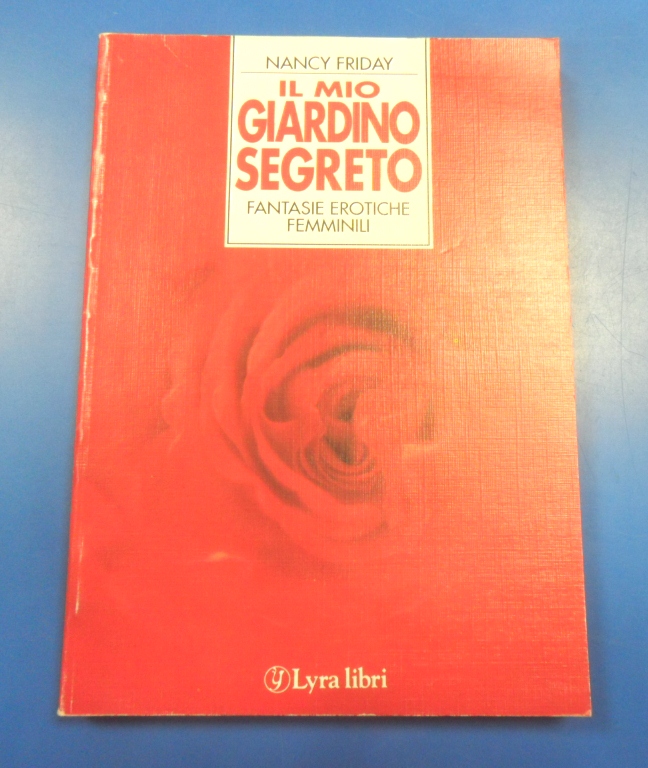 NANCY FRIDAY
IL MIO
GIARDINO
SEGRETO
FANTASIE EROTICHE
FEMMINILI
y Lyra libri